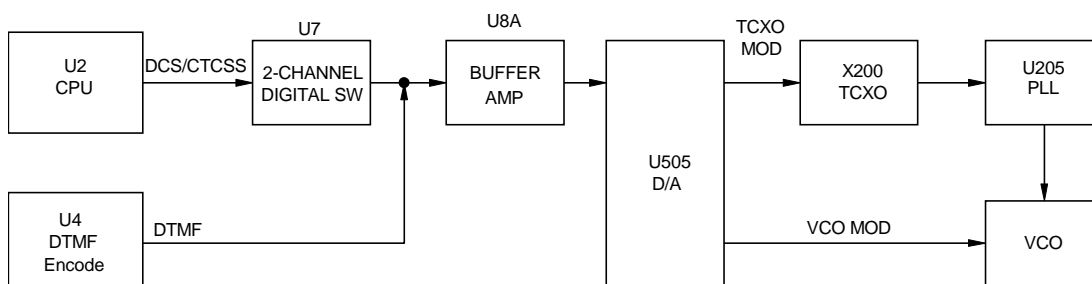 U2
CPU
DCS/CTCSS
U7
2-CHANNEL
DIGITAL SW
U8A
BUFFER
AMP
U505
D/A
TCXO
MOD
X200
TCXO
U205
PLL
U4
DTMF
Encode
DTMF
VCO MOD
VCO